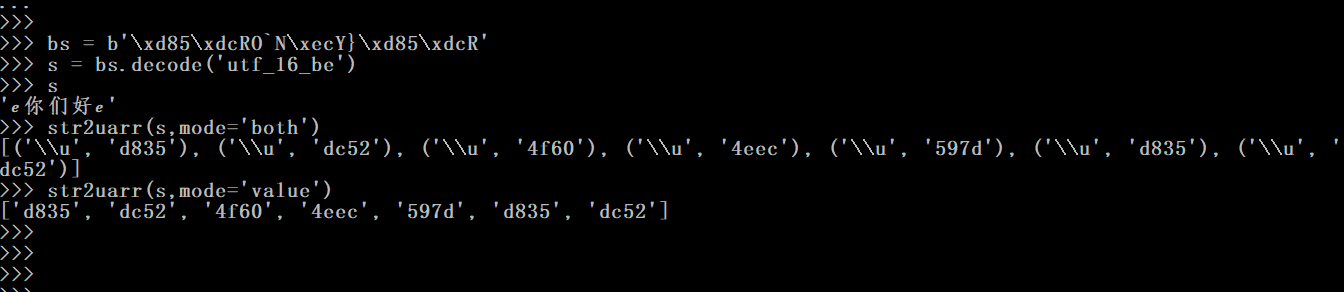 ...
>>>
>>> bs = b'\xd85\xdcRO`N\xecY}\xd85\xdcR'
>>> s = bs.decode('utf_16_be')
>>> s
'𝑒你们好𝑒'
>>> str2uarr(s,mode='both')
[('\\u', 'd835'), ('\\u', 'dc52'), ('\\u', '4f60'), ('\\u', '4eec'), ('\\u', '597d'), ('\\u', 'd835'), ('\\u', '
dc52')]
>>> str2uarr(s,mode='value')
['d835', 'dc52', '4f60', '4eec', '597d', 'd835', 'dc52']
>>>
>>>
>>>
>>>